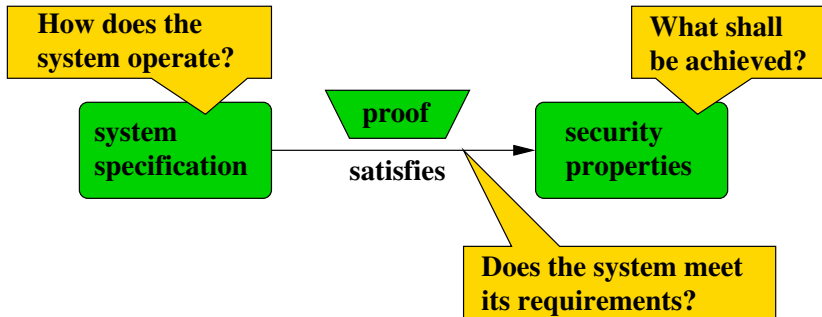 How does the
system operate?
What shall
be achieved?
system
specification
proof
satisfies
security
properties
Does the system meet
its requirements?